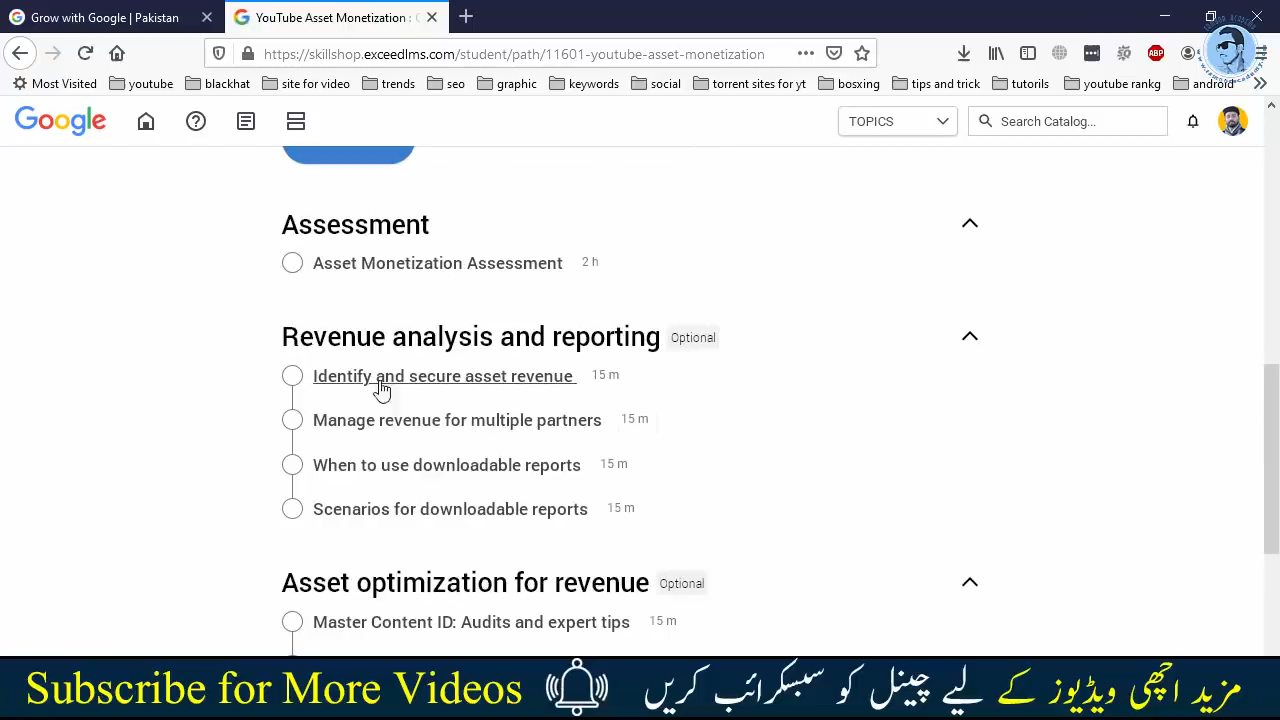 Grow with Google | Pakistan
YouTube Asset Monetization :
https://skillshop.exceedlms.com/student/path/11601-youtube-asset-monetization
ABP
Most Visited youtube blackhat site for video trends seo graphic keywords social torrent sites for yt bosxing tips and trick tutorils youtube rankg android
Google
TOPICS
Search Catalog...
Assessment
Asset Monetization Assessment 2 h
Revenue analysis and reporting Optional
Identify and secure asset revenue 15 m
Manage revenue for multiple partners 15 m
When to use downloadable reports 15 m
Scenarios for downloadable reports 15 m
Asset optimization for revenue Optional
Master Content ID: Audits and expert tips 15 m
Subscribe for More Videos
مزید اچھی ویڈیوز کے لیے چینل کو سبسکرائب کریں